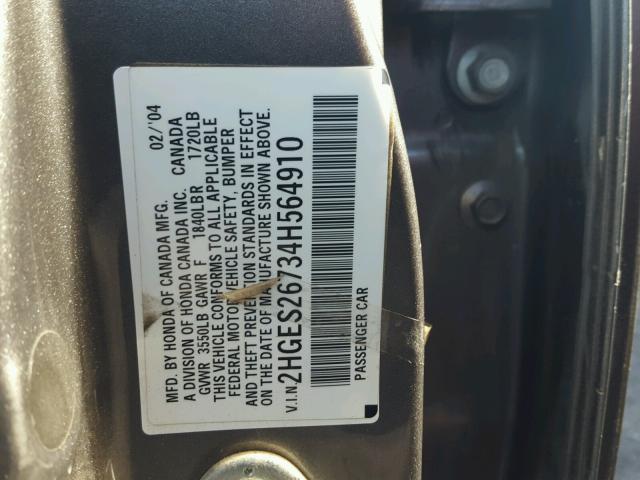 MFD. BY HONDA OF CANADA MFG. 02/'04
A DIVISION OF HONDA CANADA INC. CANADA
GVWR 3550LB GAWR F 1840LBR 1720LB
THIS VEHICLE CONFORMS TO ALL APPLICABLE
FEDERAL MOTOR VEHICLE SAFETY, BUMPER
AND THEFT PREVENTION STANDARDS IN EFFECT
ON THE DATE OF MANUFACTURE SHOWN ABOVE.
V.I.N. 2HGES26734H564910
PASSENGER CAR